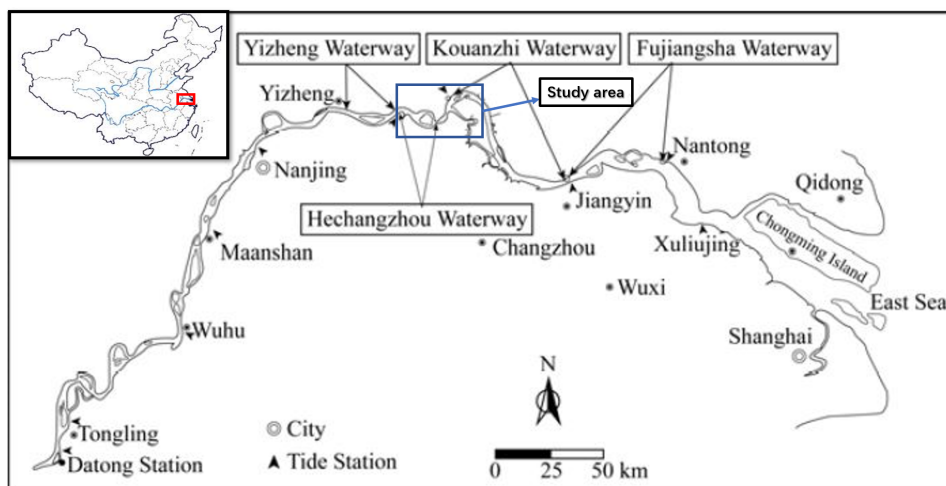 Yizheng Waterway
Kouanzhi Waterway
Fujiangsha Waterway
Study area
Yizheng
Nantong
Nanjing
Qidong
Jiangyin
Hechangzhou Waterway
Chongming Island
Maanshan
Changzhou
Xuliujing
Wuxi
East Sea
Wuhu
Shanghai
N
City
Tongling
Tide Station
Datong Station
0 25 50 km